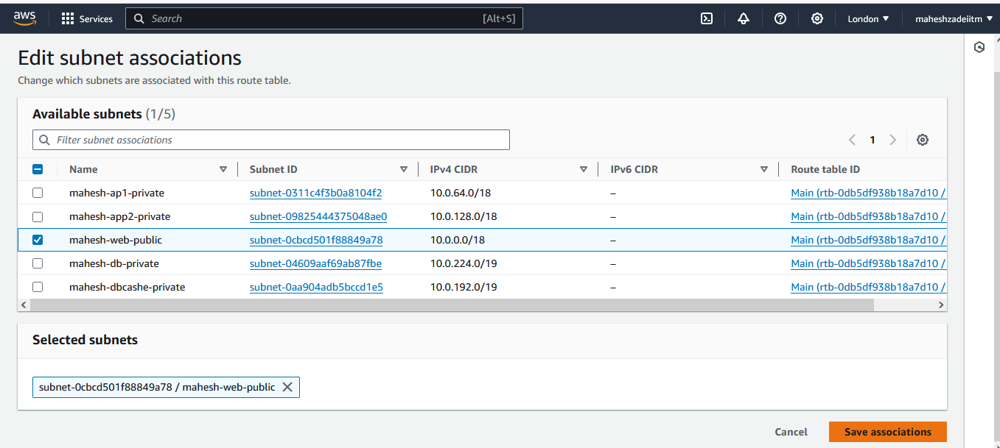 aws Services Search [Alt+S] London maheshzadeiitm
Edit subnet associations
Change which subnets are associated with this route table.
Available subnets (1/5)
Filter subnet associations 1
Name Subnet ID IPv4 CIDR IPv6 CIDR Route table ID
mahesh-ap1-private subnet-0311c4f3b0a8104f2 10.0.64.0/18 – Main (rtb-0db5df938b18a7d10 /
mahesh-app2-private subnet-09825444375048ae0 10.0.128.0/18 – Main (rtb-0db5df938b18a7d10 /
mahesh-web-public subnet-0cbcd501f88849a78 10.0.0.0/18 – Main (rtb-0db5df938b18a7d10 /
mahesh-db-private subnet-04609aaf69ab87fbe 10.0.224.0/19 – Main (rtb-0db5df938b18a7d10 /
mahesh-dbcashe-private subnet-0aa904adb5bccd1e5 10.0.192.0/19 – Main (rtb-0db5df938b18a7d10 /
Selected subnets
subnet-0cbcd501f88849a78 / mahesh-web-public
Cancel Save associations